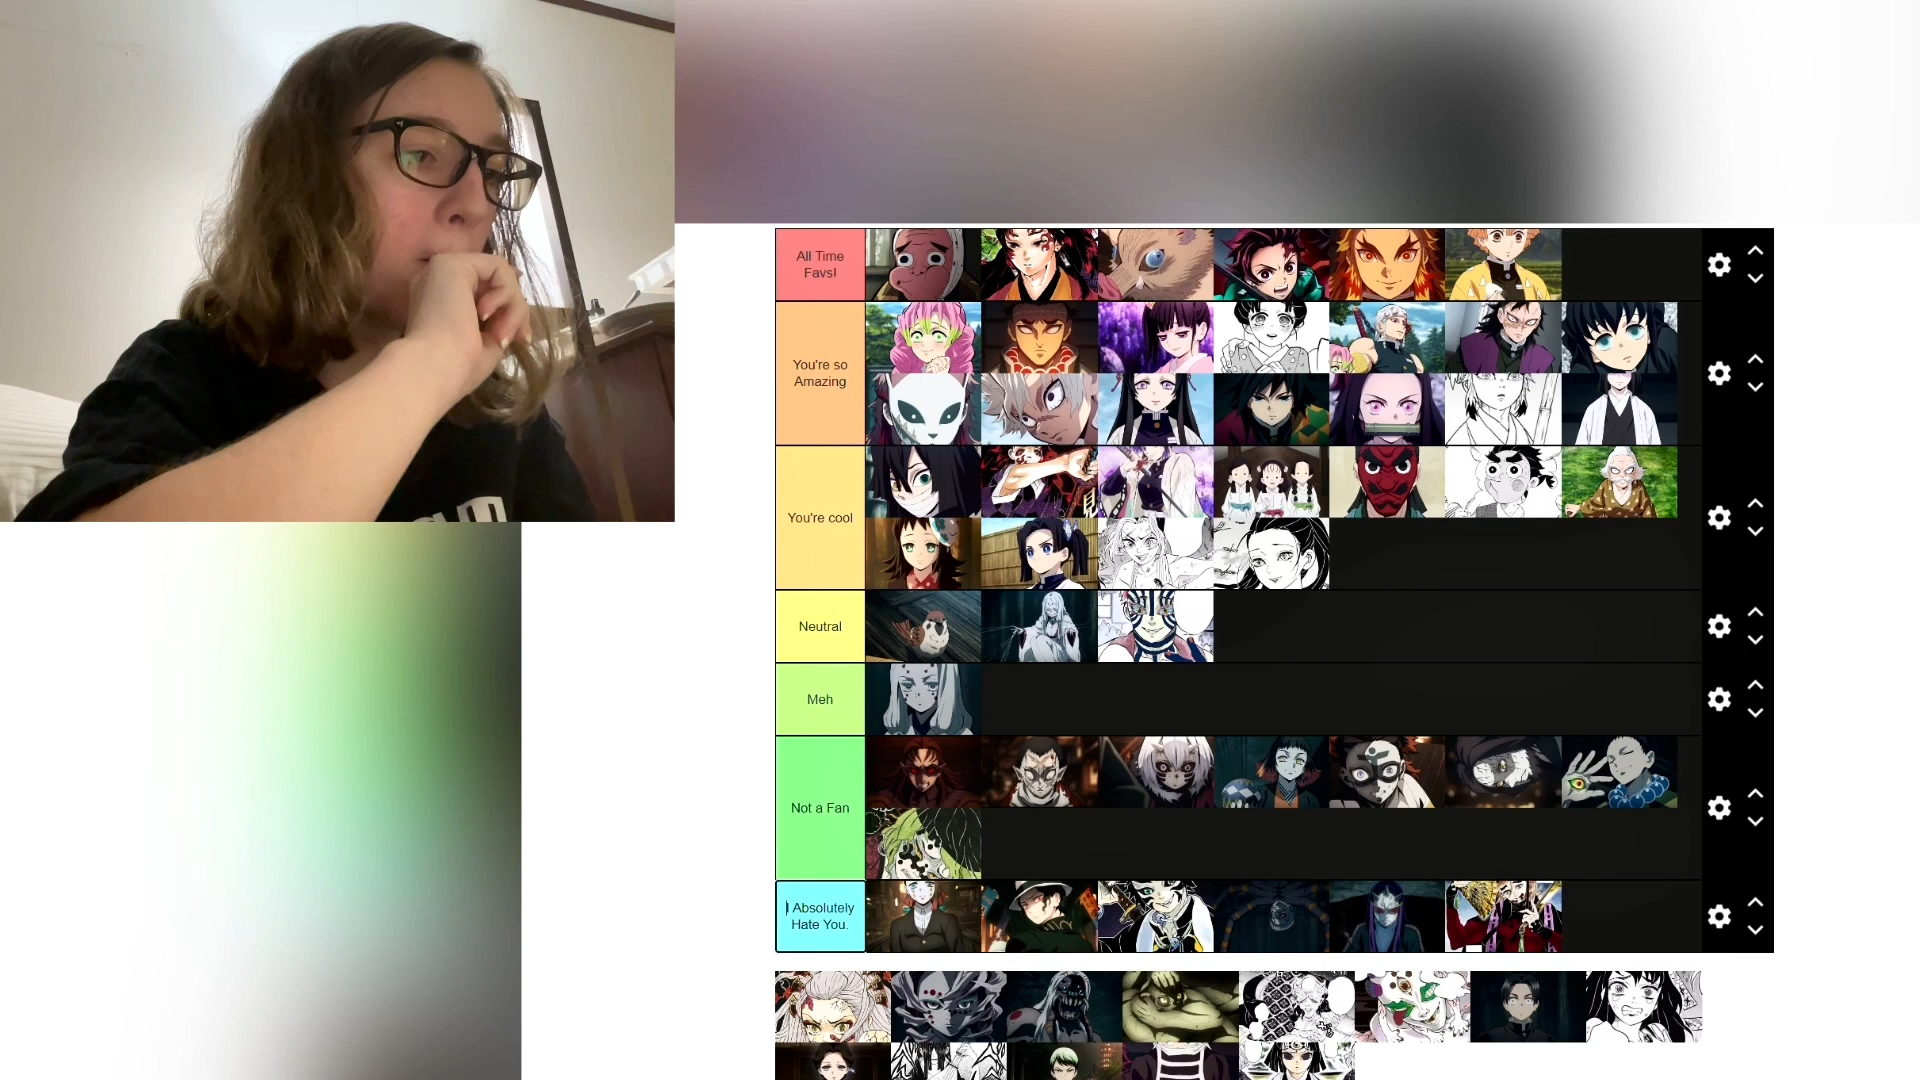 All Time
Favs!
You're so
Amazing
You're cool
Neutral
Meh
Not a Fan
I Absolutely
Hate You.